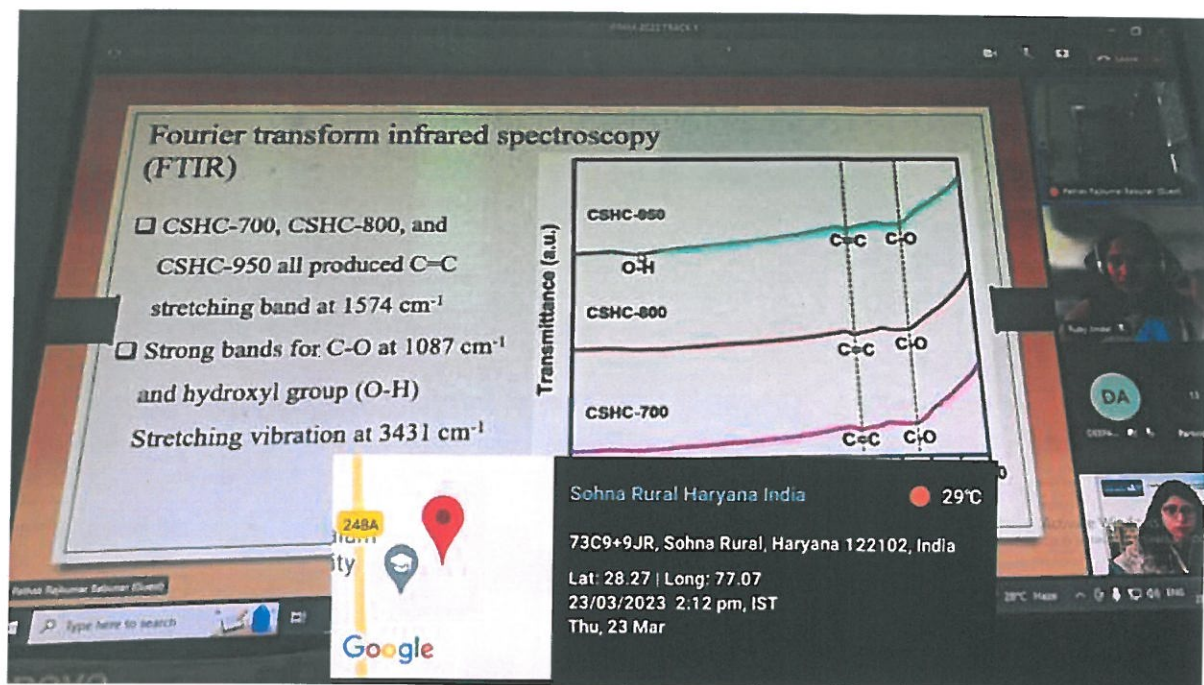 Fourier transform infrared spectroscopy
(FTIR)
❑ CSHC-700, CSHC-800, and
CSHC-950 all produced C=C
stretching band at 1574 cm⁻¹
❑ Strong bands for C-O at 1087 cm⁻¹
and hydroxyl group (O-H)
Stretching vibration at 3431 cm⁻¹
Transmittance (a.u.)
CSHC-950
C=C
C-O
O-H
CSHC-800
C=C
C-O
CSHC-700
C=C
C-O
DA
248A
ity
Google
Sohna Rural Haryana India
29°C
73C9+9JR, Sohna Rural, Haryana 122102, India
Lat: 28.27 | Long: 77.07
23/03/2023 2:12 pm, IST
Thu, 23 Mar
Type here to search
28°C Haze
ENG